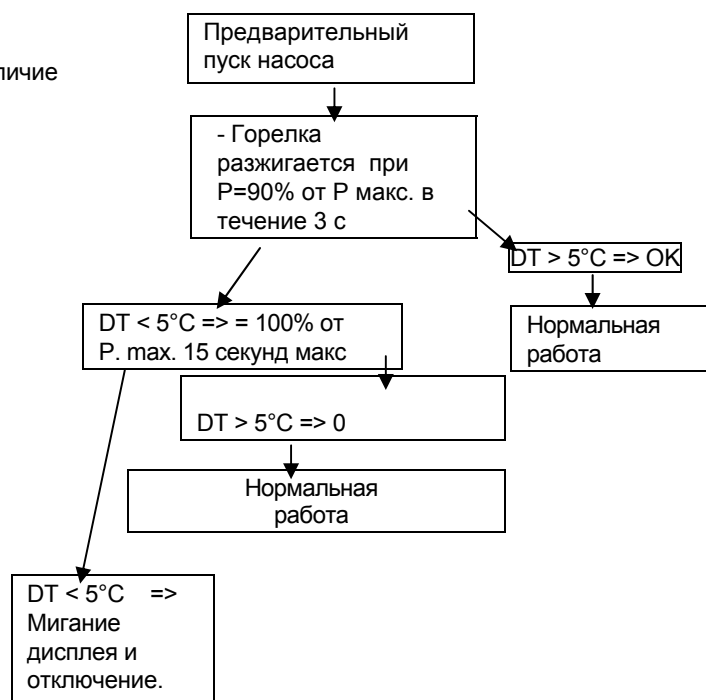 Предварительный
пуск насоса
личие
- Горелка
разжигается при
P=90% от P макс. в
течение 3 с
DT > 5°C => OK
DT < 5°C => = 100% от
P. max. 15 секунд макс
Нормальная
работа
DT > 5°C => 0
Нормальная
работа
DT < 5°C =>
Мигание
дисплея и
отключение.